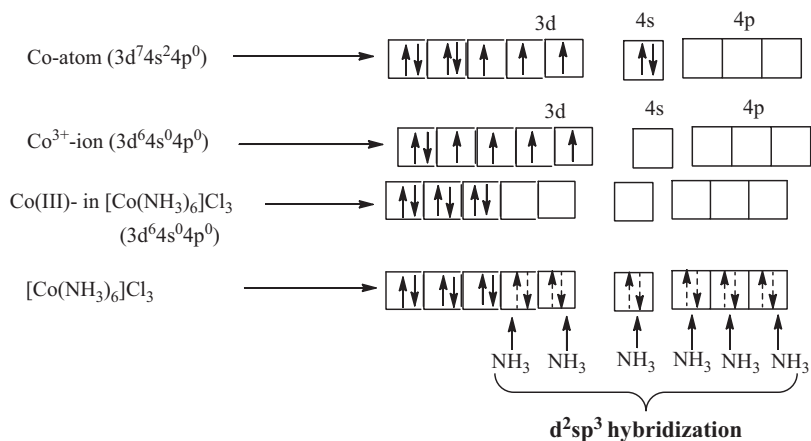 3d 4s 4p
Co-atom (3d⁷4s²4p⁰)
3d 4s 4p
Co³⁺-ion (3d⁶4s⁰4p⁰)
Co(III)- in [Co(NH₃)₆]Cl₃
(3d⁶4s⁰4p⁰)
[Co(NH₃)₆]Cl₃
NH₃ NH₃ NH₃ NH₃ NH₃ NH₃
d²sp³ hybridization